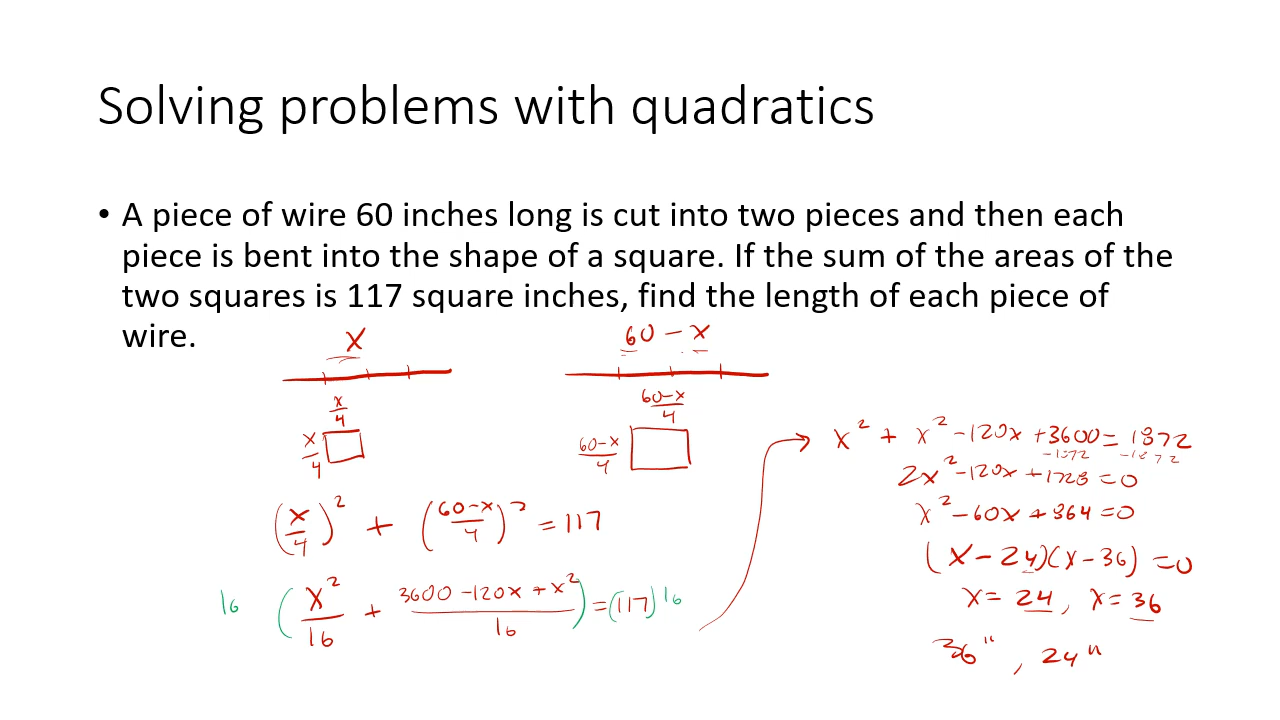 Solving problems with quadratics
• A piece of wire 60 inches long is cut into two pieces and then each
piece is bent into the shape of a square. If the sum of the areas of the
two squares is 117 square inches, find the length of each piece of
wire.
x
60 - x
x/4
60-x/4
x/4
60-x/4
(x/4)² + (60-x/4)² = 117
16 (x²/16 + 3600 - 120x + x²/16) = (117) 16
x² + x² - 120x + 3600 = 1872
-1872 -1872
2x² - 120x + 1728 = 0
x² - 60x + 864 = 0
(x - 24)(x - 36) = 0
x = 24, x = 36
36", 24"